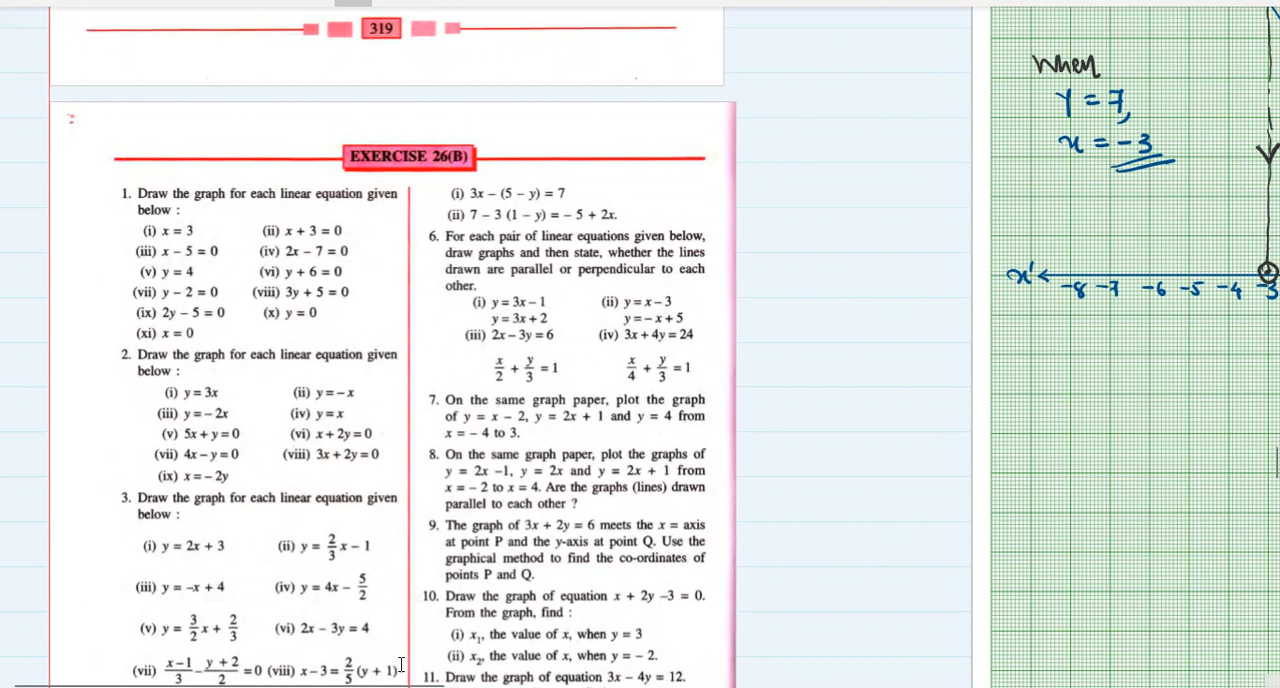 319
EXERCISE 26(B)
1. Draw the graph for each linear equation given
below :
(i) x = 3 (ii) x + 3 = 0
(iii) x – 5 = 0 (iv) 2x – 7 = 0
(v) y = 4 (vi) y + 6 = 0
(vii) y – 2 = 0 (viii) 3y + 5 = 0
(ix) 2y – 5 = 0 (x) y = 0
(xi) x = 0
2. Draw the graph for each linear equation given
below :
(i) y = 3x (ii) y = – x
(iii) y = – 2x (iv) y = x
(v) 5x + y = 0 (vi) x + 2y = 0
(vii) 4x – y = 0 (viii) 3x + 2y = 0
(ix) x = – 2y
3. Draw the graph for each linear equation given
below :
(i) y = 2x + 3 (ii) y = 2/3 x – 1
(iii) y = –x + 4 (iv) y = 4x – 5/2
(v) y = 3/2 x + 2/3 (vi) 2x – 3y = 4
(vii) x–1/3 – y + 2/2 = 0 (viii) x – 3 = 2/5 (y + 1)
(i) 3x – (5 – y) = 7
(ii) 7 – 3 (1 – y) = – 5 + 2x.
6. For each pair of linear equations given below,
draw graphs and then state, whether the lines
drawn are parallel or perpendicular to each
other.
(i) y = 3x – 1 (ii) y = x – 3
y = 3x + 2 y = – x + 5
(iii) 2x – 3y = 6 (iv) 3x + 4y = 24
x/2 + y/3 = 1 x/4 + y/3 = 1
7. On the same graph paper, plot the graph
of y = x – 2, y = 2x + 1 and y = 4 from
x = – 4 to 3.
8. On the same graph paper, plot the graphs of
y = 2x –1, y = 2x and y = 2x + 1 from
x = – 2 to x = 4. Are the graphs (lines) drawn
parallel to each other ?
9. The graph of 3x + 2y = 6 meets the x = axis
at point P and the y-axis at point Q. Use the
graphical method to find the co-ordinates of
points P and Q.
10. Draw the graph of equation x + 2y –3 = 0.
From the graph, find :
(i) x₁, the value of x, when y = 3
(ii) x₂, the value of x, when y = – 2.
11. Draw the graph of equation 3x – 4y = 12.
When
Y = 7,
x = –3
x' -8 -7 -6 -5 -4 -3